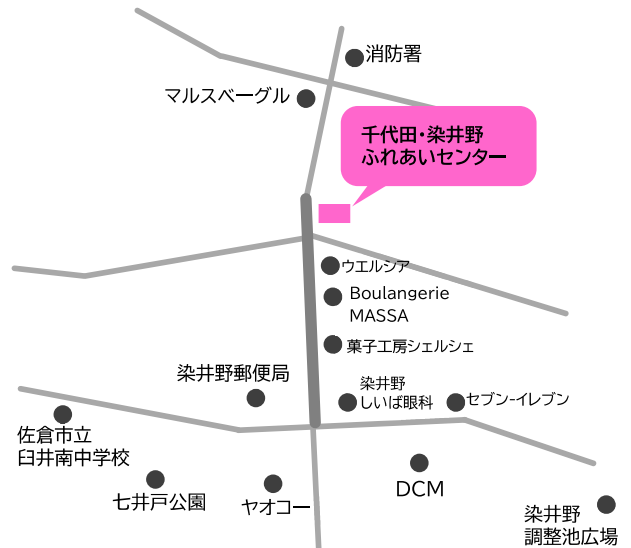 消防署
マルスベーグル
千代田・染井野
ふれあいセンター
ウエルシア
Boulangerie
MASSA
菓子工房シェルシェ
染井野郵便局
染井野
しいば眼科
セブン-イレブン
佐倉市立
臼井南中学校
七井戸公園
ヤオコー
DCM
染井野
調整池広場